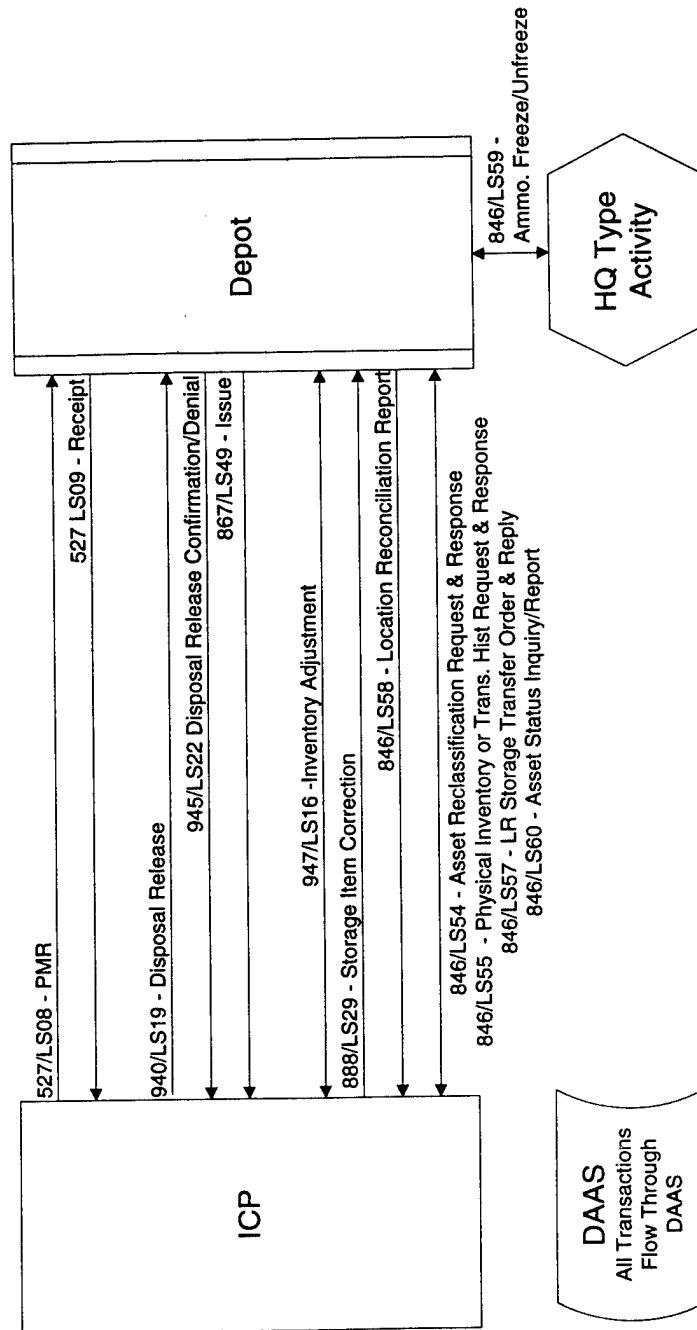 527/LS08 - PMR
527 LS09 - Receipt
940/LS19 - Disposal Release
945/LS22 Disposal Release Confirmation/Denial
867/LS49 - Issue
947/LS16 -Inventory Adjustment
888/LS29 - Storage Item Correction
846/LS58 - Location Reconciliation Report
846/LS54 - Asset Reclassification Request & Response
846/LS55 - Physical Inventory or Trans. Hist Request & Response
846/LS57 - LR Storage Transfer Order & Reply
846/LS60 - Asset Status Inquiry/Report
ICP
Depot
846/LS59 -
Ammo. Freeze/Unfreeze
DAAS
All Transactions
Flow Through
DAAS
HQ Type
Activity